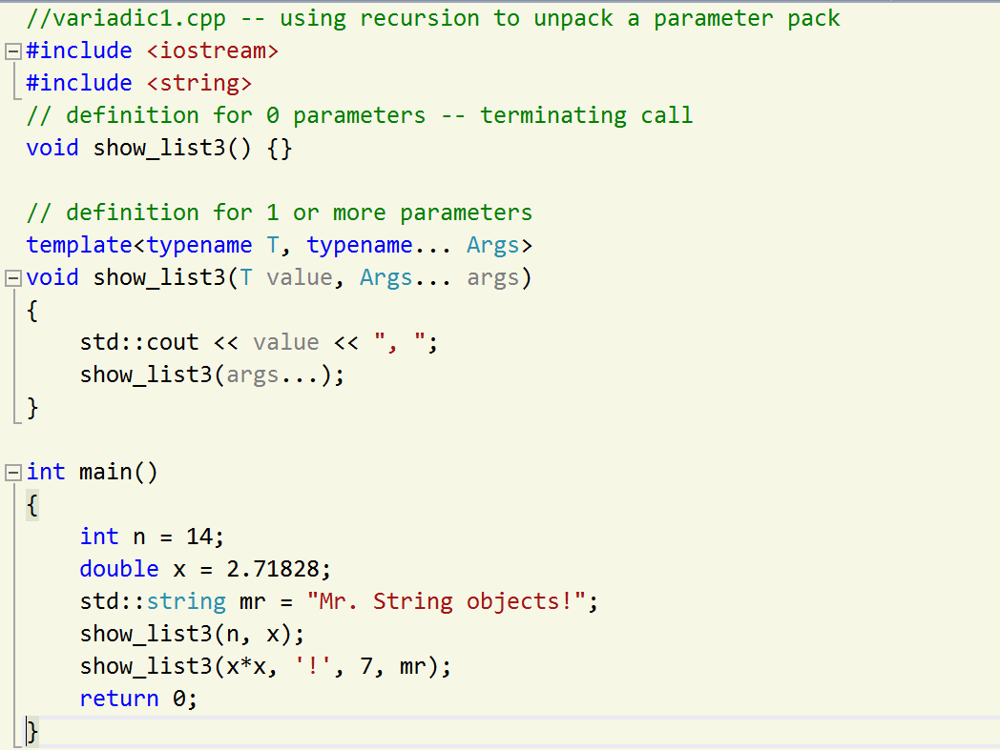 //variadic1.cpp -- using recursion to unpack a parameter pack
#include <iostream>
#include <string>
// definition for 0 parameters -- terminating call
void show_list3() {}
// definition for 1 or more parameters
template<typename T, typename... Args>
void show_list3(T value, Args... args)
{
    std::cout << value << ", ";
    show_list3(args...);
}
int main()
{
    int n = 14;
    double x = 2.71828;
    std::string mr = "Mr. String objects!";
    show_list3(n, x);
    show_list3(x*x, '!', 7, mr);
    return 0;
}